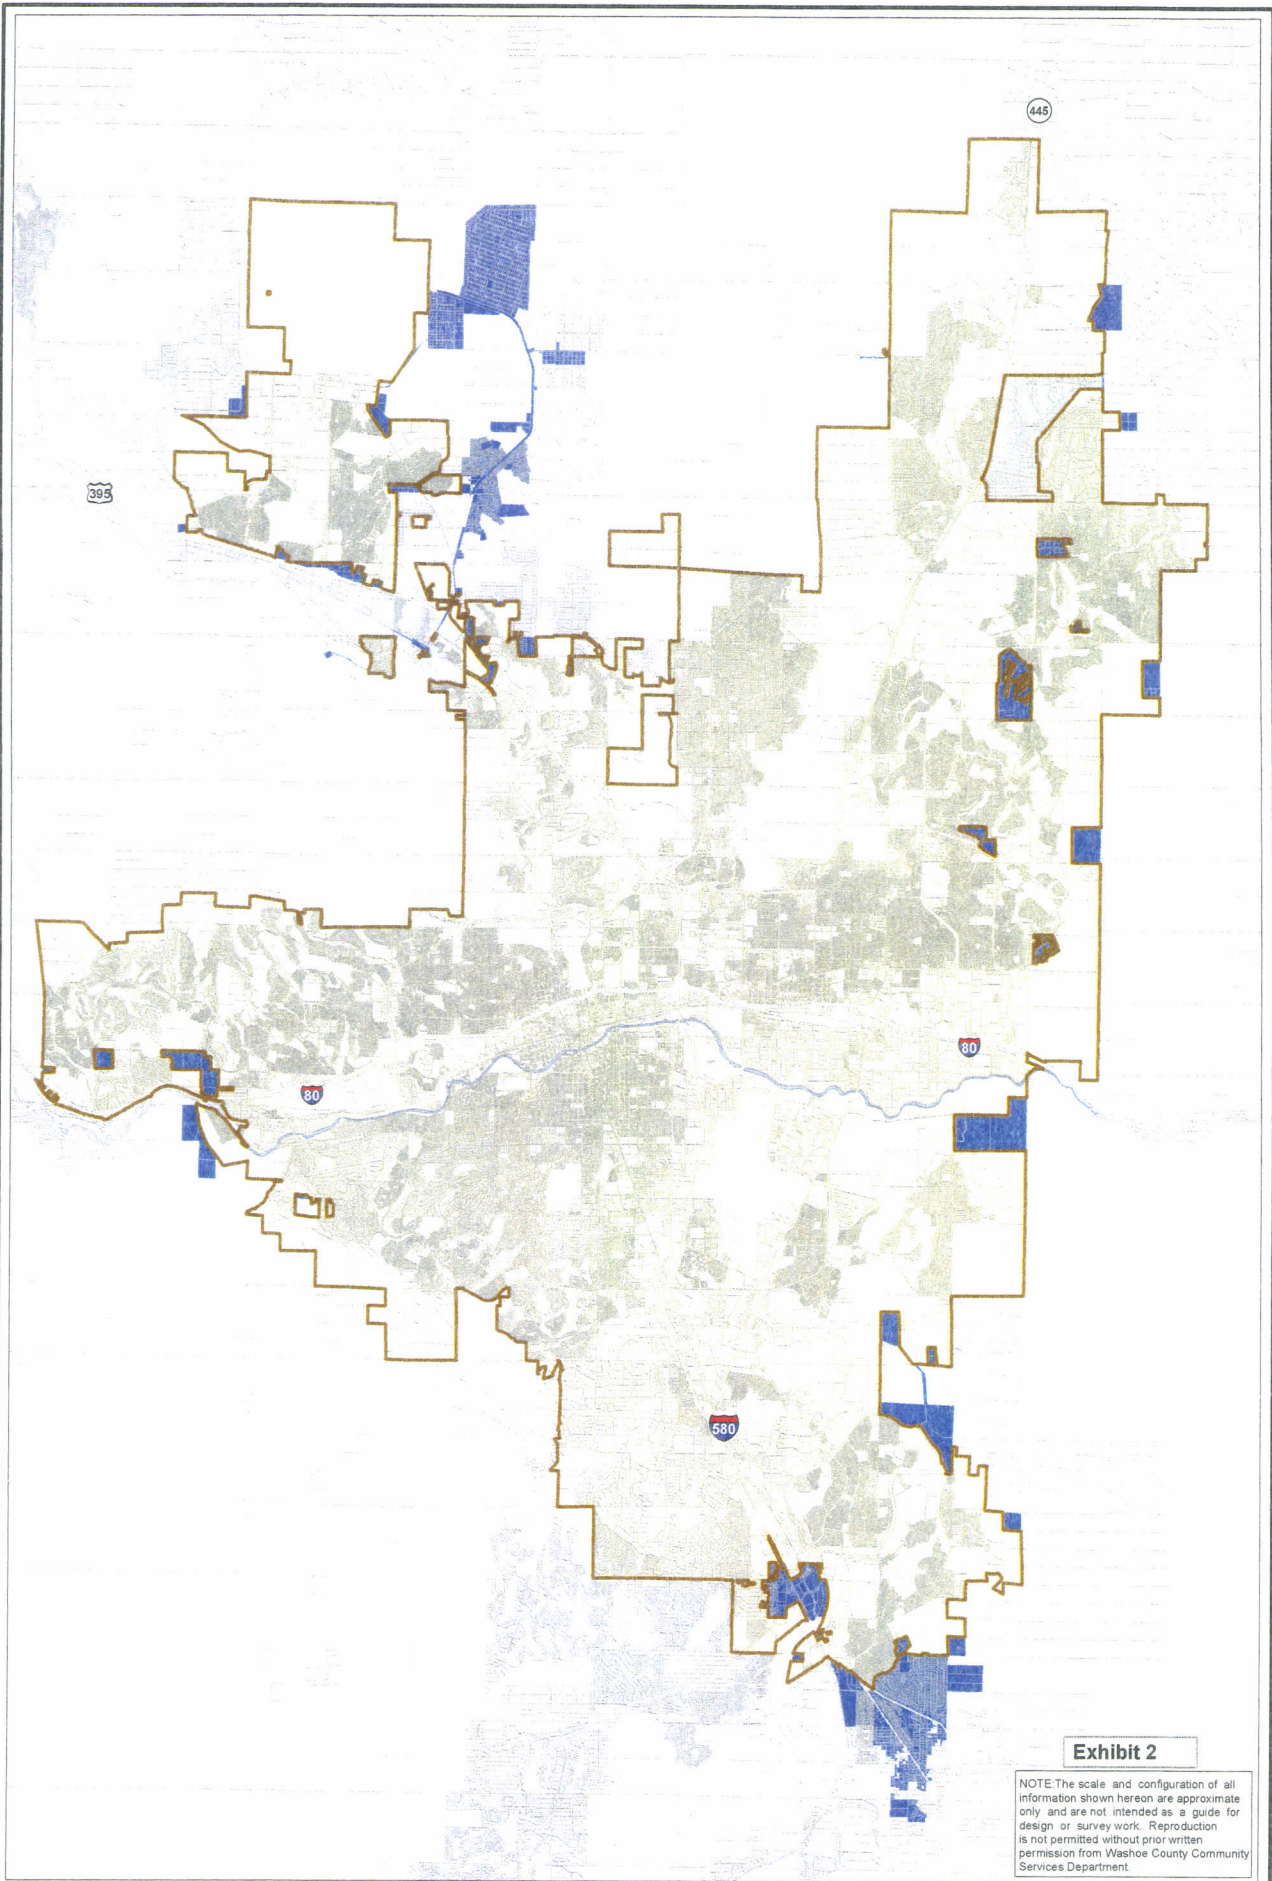 445
395
80
80
580
Exhibit 2
NOTE:The scale and configuration of all
information shown hereon are approximate
only and are not intended as a guide for
design or survey work. Reproduction
is not permitted without prior written
permission from Washoe County Community
Services Department.